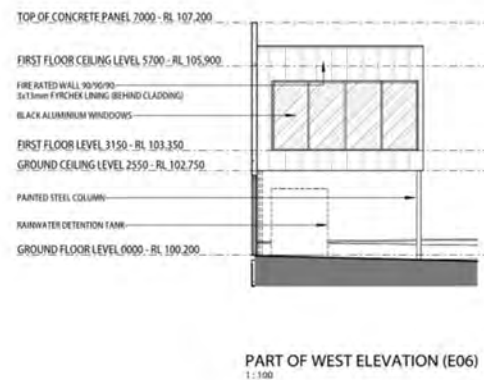 TOP OF CONCRETE PANEL 7000 - RL 107.200
FIRST FLOOR CEILING LEVEL 5700 - RL 105.900
FIRE RATED WALL 90/90/90
3x13mm FYRCHEK LINING (BEHIND CLADDING)
BLACK ALUMINIUM WINDOOWS
FIRST FLOOR LEVEL 3150 - RL 103.350
GROUND CEILING LEVEL 2550 - RL 102.750
PAINTED STEEL COLUMN
RAINWATER DETENTION TANK
GROUND FLOOR LEVEL 0000 - RL 100.200
PART OF WEST ELEVATION (E06)
1 : 100